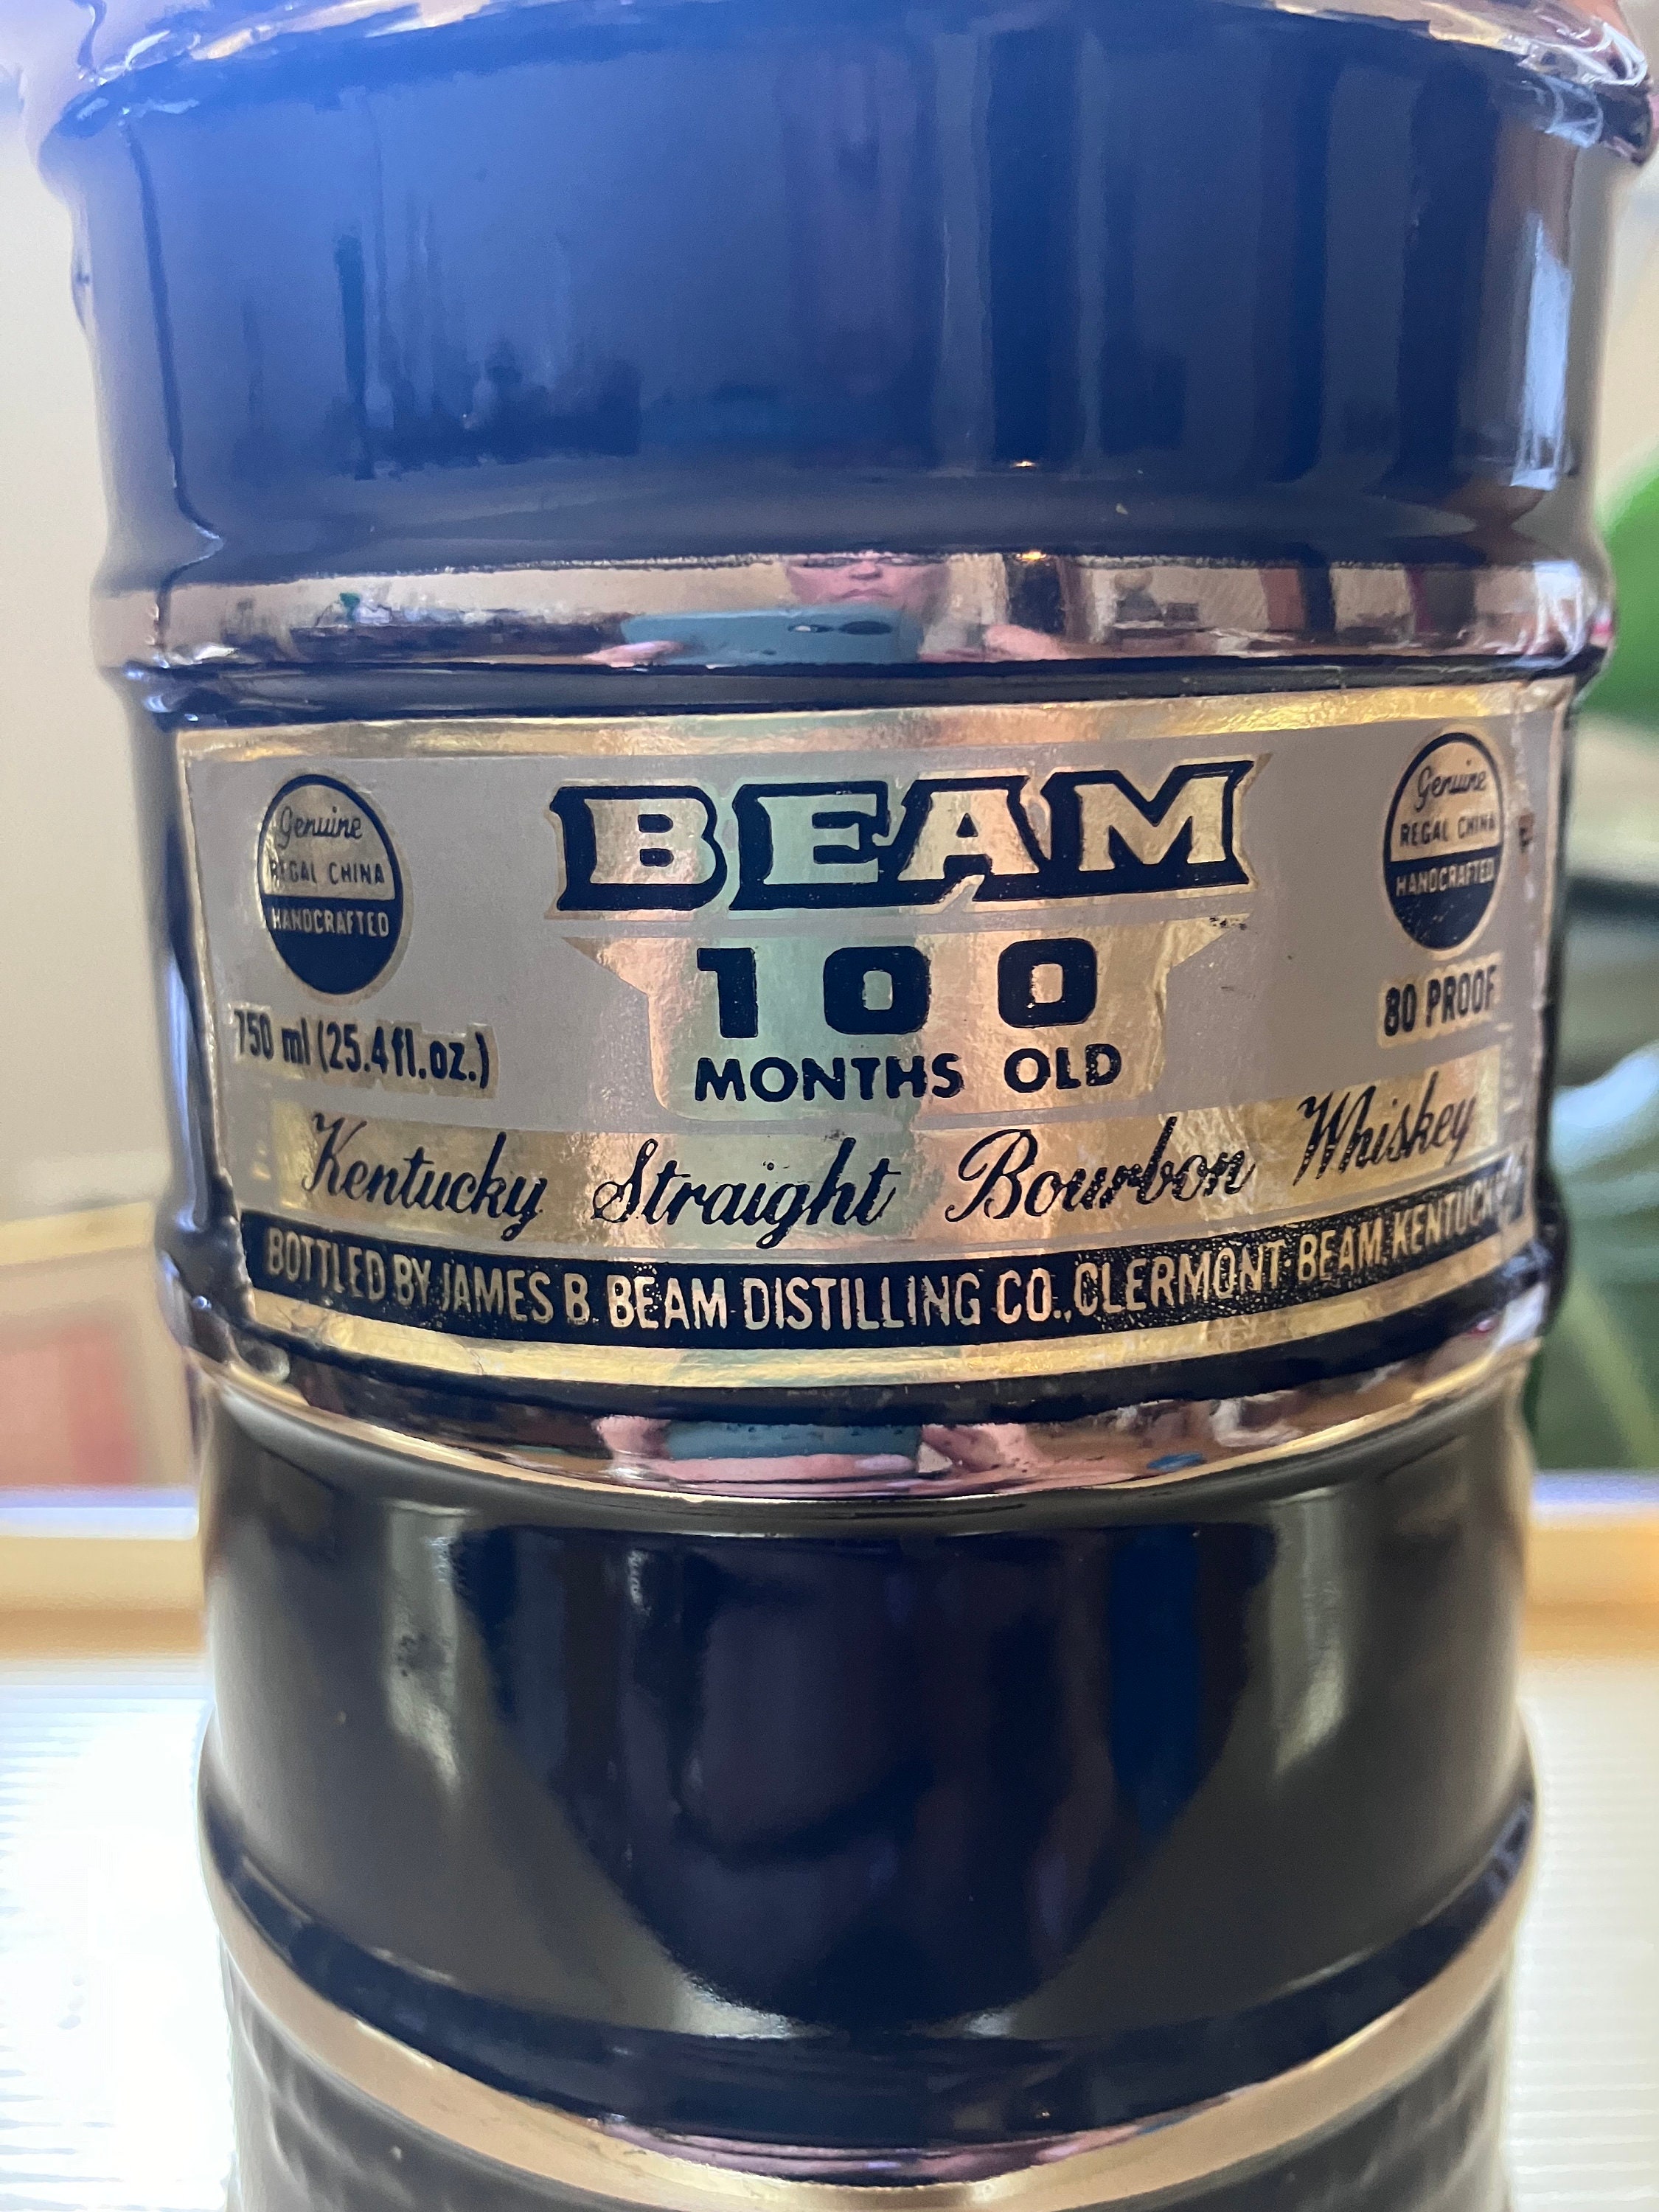 Genuine
REGAL CHINA
HANDCRAFTED
BEAM
Genuine
REGAL CHINA
HANDCRAFTED
100
MONTHS OLD
750 ml (25.4 fl. oz.)
80 PROOF
Kentucky Straight Bourbon Whiskey
BOTTLED BY JAMES B. BEAM DISTILLING CO., CLERMONT-BEAM, KENTUCKY